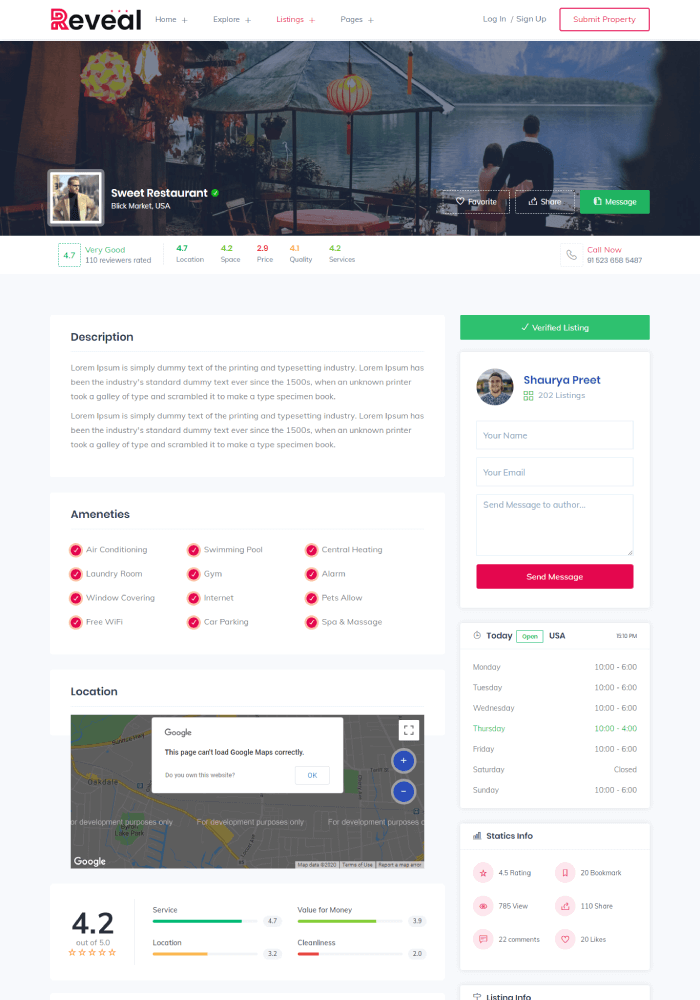 Reveal
Home + Explore + Listings + Pages +
Log In / Sign Up
Submit Property
Sweet Restaurant
Blick Market, USA
Favorite
Share
Message
4.7
Very Good
110 reviewers rated
4.7
Location
4.2
Space
2.9
Price
4.1
Quality
4.2
Services
Call Now
91 523 658 5487
Description
Lorem Ipsum is simply dummy text of the printing and typesetting industry. Lorem Ipsum has
been the industry's standard dummy text ever since the 1500s, when an unknown printer
took a galley of type and scrambled it to make a type specimen book.
Lorem Ipsum is simply dummy text of the printing and typesetting industry. Lorem Ipsum has
been the industry's standard dummy text ever since the 1500s, when an unknown printer
took a galley of type and scrambled it to make a type specimen book.
Ameneties
Air Conditioning
Swimming Pool
Central Heating
Laundry Room
Gym
Alarm
Window Covering
Internet
Pets Allow
Free WiFi
Car Parking
Spa & Massage
Location
Google
This page can't load Google Maps correctly.
Do you own this website?
OK
+
−
Oakdale
Lake Park
or development purposes only
For development purposes only
For development purposes o
Google
Map data ©2020
Terms of Use
Report a map error
4.2
out of 5.0
Service
4.7
Value for Money
3.9
Location
3.2
Cleanliness
2.0
Verified Listing
Shaurya Preet
202 Listings
Your Name
Your Email
Send Message to author...
Send Message
Today Open USA
15:10 PM
Monday 10:00 - 6:00
Tuesday 10:00 - 6:00
Wednesday 10:00 - 6:00
Thursday 10:00 - 4:00
Friday 10:00 - 6:00
Saturday Closed
Sunday 10:00 - 6:00
Statics Info
4.5 Rating
20 Bookmark
785 View
110 Share
22 comments
20 Likes
Listing Info